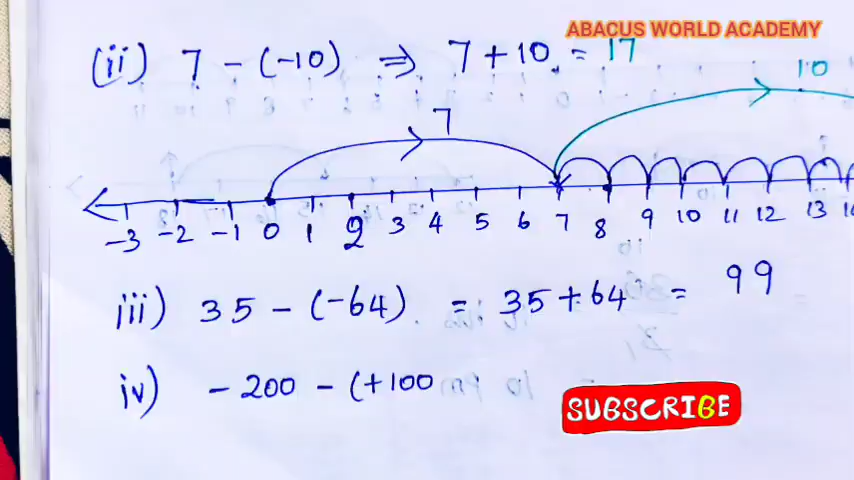 ABACUS WORLD ACADEMY
(ii) 7 - (-10) ⇒ 7 + 10 = 17
10
7
-3 -2 -1 0 1 2 3 4 5 6 7 8 9 10 11 12 13 14
iii) 35 - (-64) = 35 + 64 = 99
iv) - 200 - (+100
SUBSCRIBE